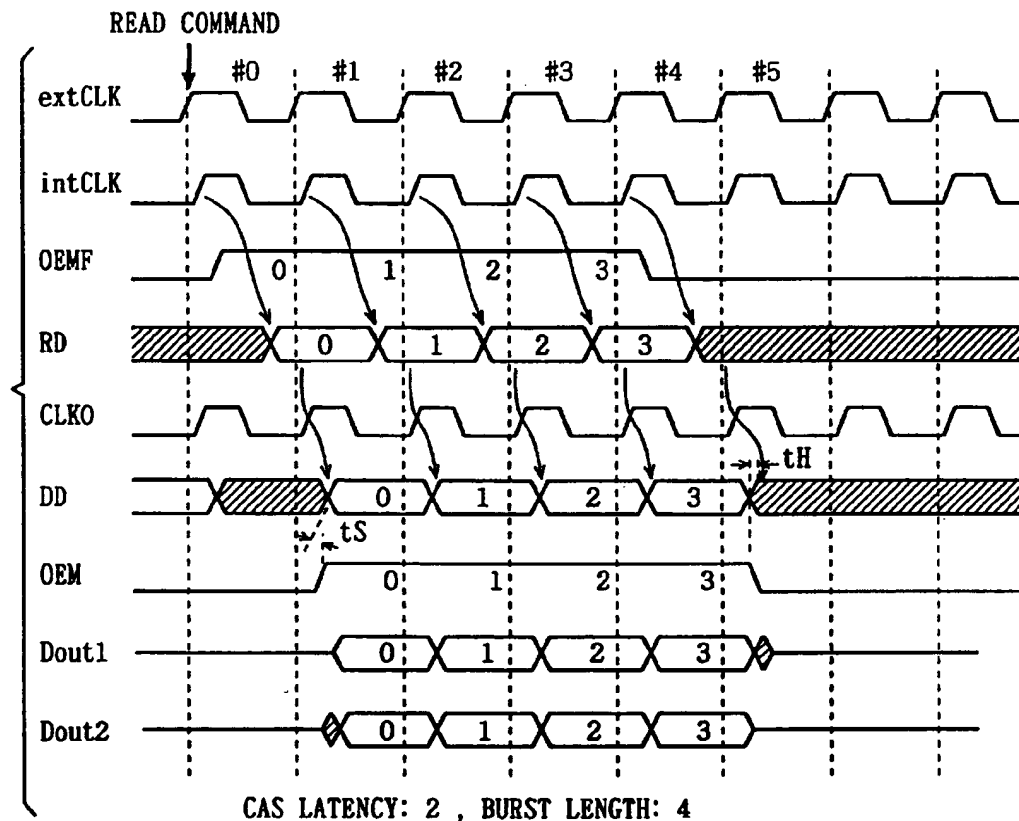 READ COMMAND
#0 #1 #2 #3 #4 #5
extCLK
intCLK
OEMF 0 1 2 3
RD 0 1 2 3
CLKO
tH
DD 0 1 2 3
tS
OEM 0 1 2 3
Dout1 0 1 2 3
Dout2 0 1 2 3
CAS LATENCY: 2 , BURST LENGTH: 4